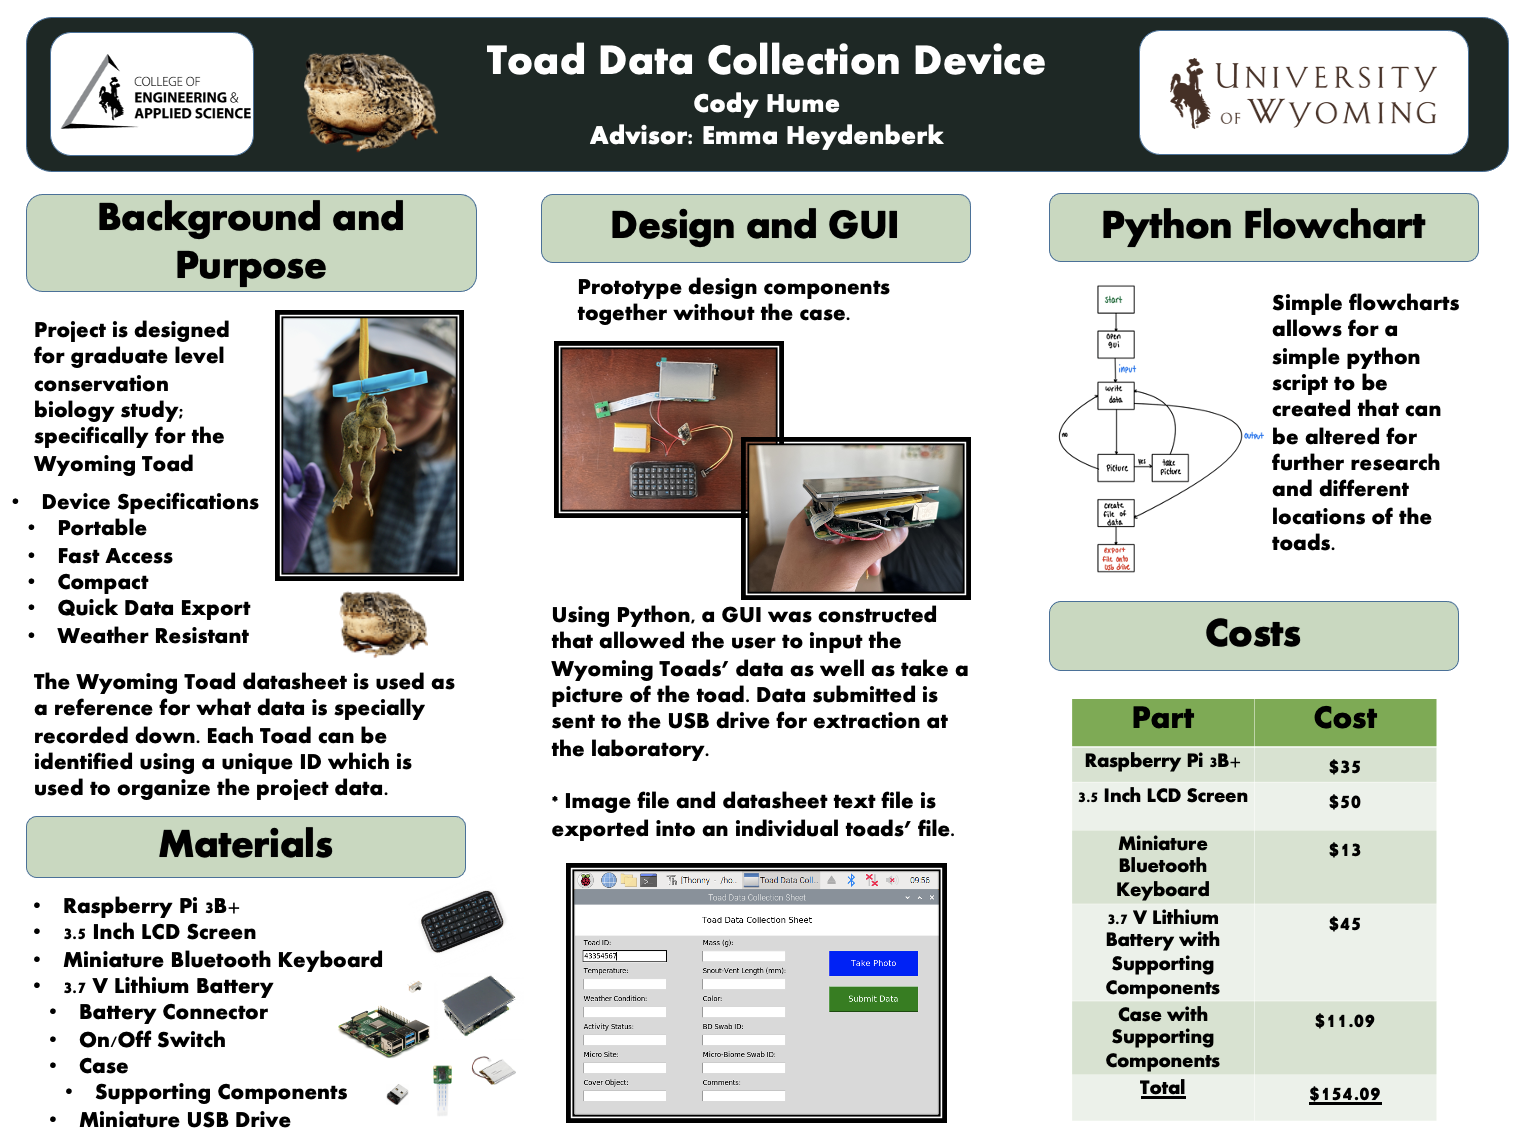 COLLEGE OF
ENGINEERING &
APPLIED SCIENCE
Toad Data Collection Device
Cody Hume
Advisor: Emma Heydenberk
UNIVERSITY
OF WYOMING
Background and
Purpose
Project is designed
for graduate level
conservation
biology study;
specifically for the
Wyoming Toad
• Device Specifications
• Portable
• Fast Access
• Compact
• Quick Data Export
• Weather Resistant
The Wyoming Toad datasheet is used as
a reference for what data is specially
recorded down. Each Toad can be
identified using a unique ID which is
used to organize the project data.
Materials
• Raspberry Pi 3B+
• 3.5 Inch LCD Screen
• Miniature Bluetooth Keyboard
• 3.7 V Lithium Battery
• Battery Connector
• On/Off Switch
• Case
• Supporting Components
• Miniature USB Drive
Design and GUI
Prototype design components
together without the case.
Using Python, a GUI was constructed
that allowed the user to input the
Wyoming Toads’ data as well as take a
picture of the toad. Data submitted is
sent to the USB drive for extraction at
the laboratory.
* Image file and datasheet text file is
exported into an individual toads’ file.
[Thonny - /ho..
Toad Data Coll..
09:56
Toad Data Collection Sheet
Toad Data Collection Sheet
Toad ID:
43354567
Temperature:
Weather Condition:
Activity Status:
Micro Site:
Cover Object:
Mass (g):
Snout-Vent Length (mm):
Color:
BD Swab ID:
Micro-Biome Swab ID:
Comments:
Take Photo
Submit Data
Python Flowchart
start
open
gui
input
write
data
no
output
Picture
yes
take
picture
create
file of
data
export
file onto
usb drive
Simple flowcharts
allows for a
simple python
script to be
created that can
be altered for
further research
and different
locations of the
toads.
Costs
Part Cost
Raspberry Pi 3B+ $35
3.5 Inch LCD Screen $50
Miniature
Bluetooth
Keyboard
$13
3.7 V Lithium
Battery with
Supporting
Components
$45
Case with
Supporting
Components
$11.09
Total $154.09